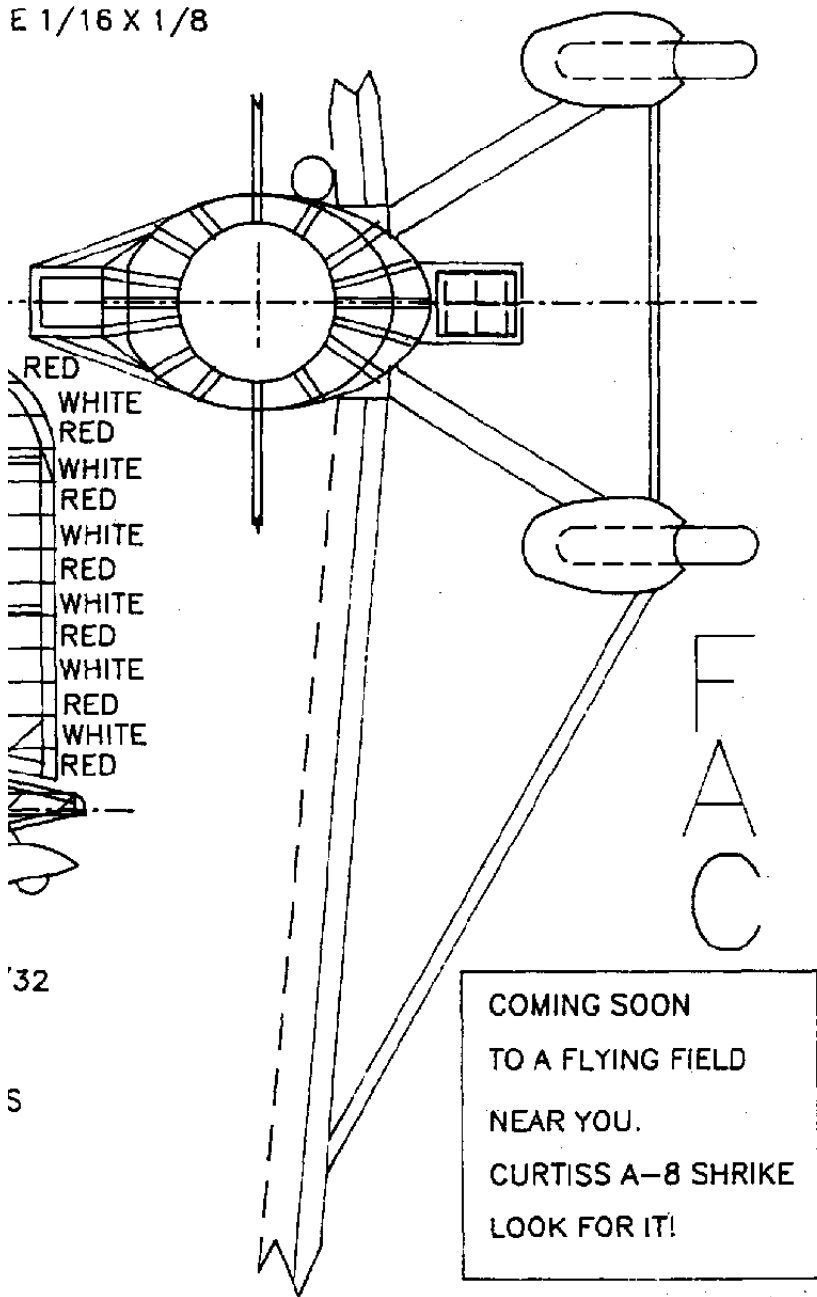 E 1/16 X 1/8
RED
WHITE
RED
WHITE
RED
WHITE
RED
WHITE
RED
WHITE
RED
WHITE
RED
F
A
C
/32
S
COMING SOON
TO A FLYING FIELD
NEAR YOU.
CURTISS A-8 SHRIKE
LOOK FOR IT!